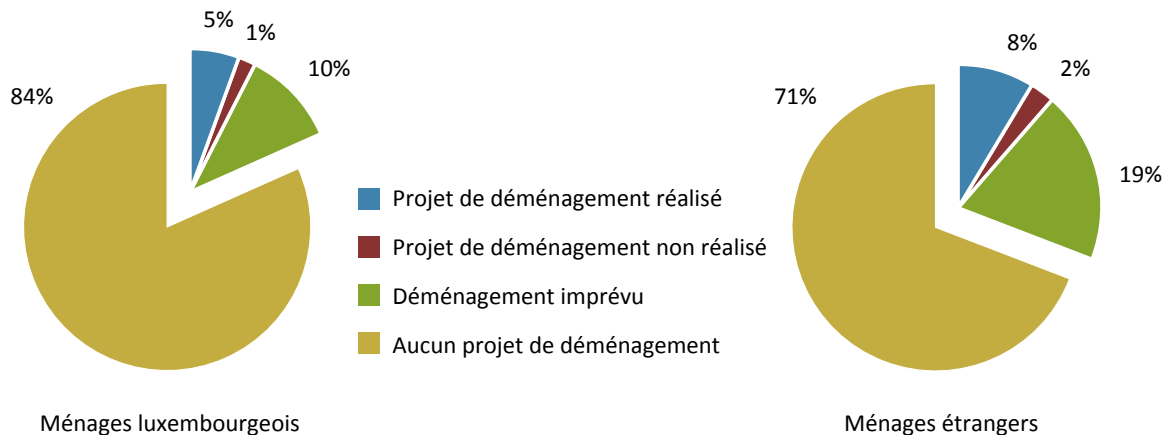 5%
1%
10%
84%
8%
2%
71%
19%
Projet de déménagement réalisé
Projet de déménagement non réalisé
Déménagement imprévu
Aucun projet de déménagement
Ménages luxembourgeois
Ménages étrangers